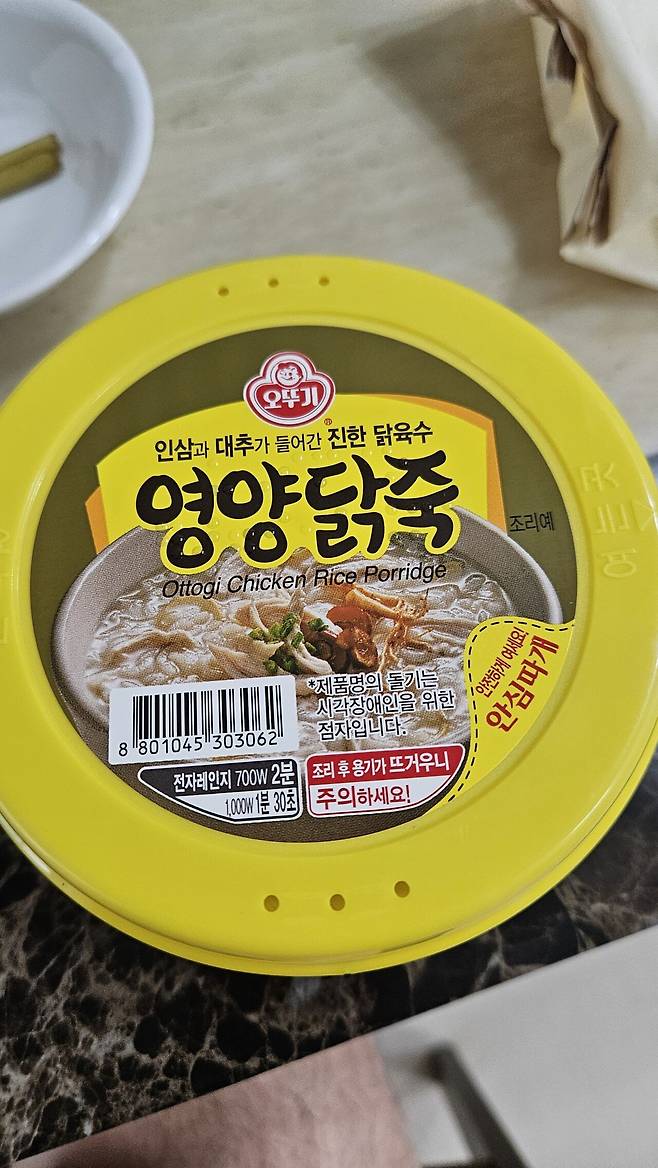 오뚜기
®
인삼과 대추가 들어간 진한 닭육수
영양닭죽
조리예
Ottogi Chicken Rice Porridge
안전하게 여세요!
안심따개
*제품명의 돌기는
시각장애인을 위한
점자입니다.
8 801045 303062
전자레인지 700W 2분
1,000W 1분 30초
조리 후 용기가 뜨거우니
주의하세요!
여는곳